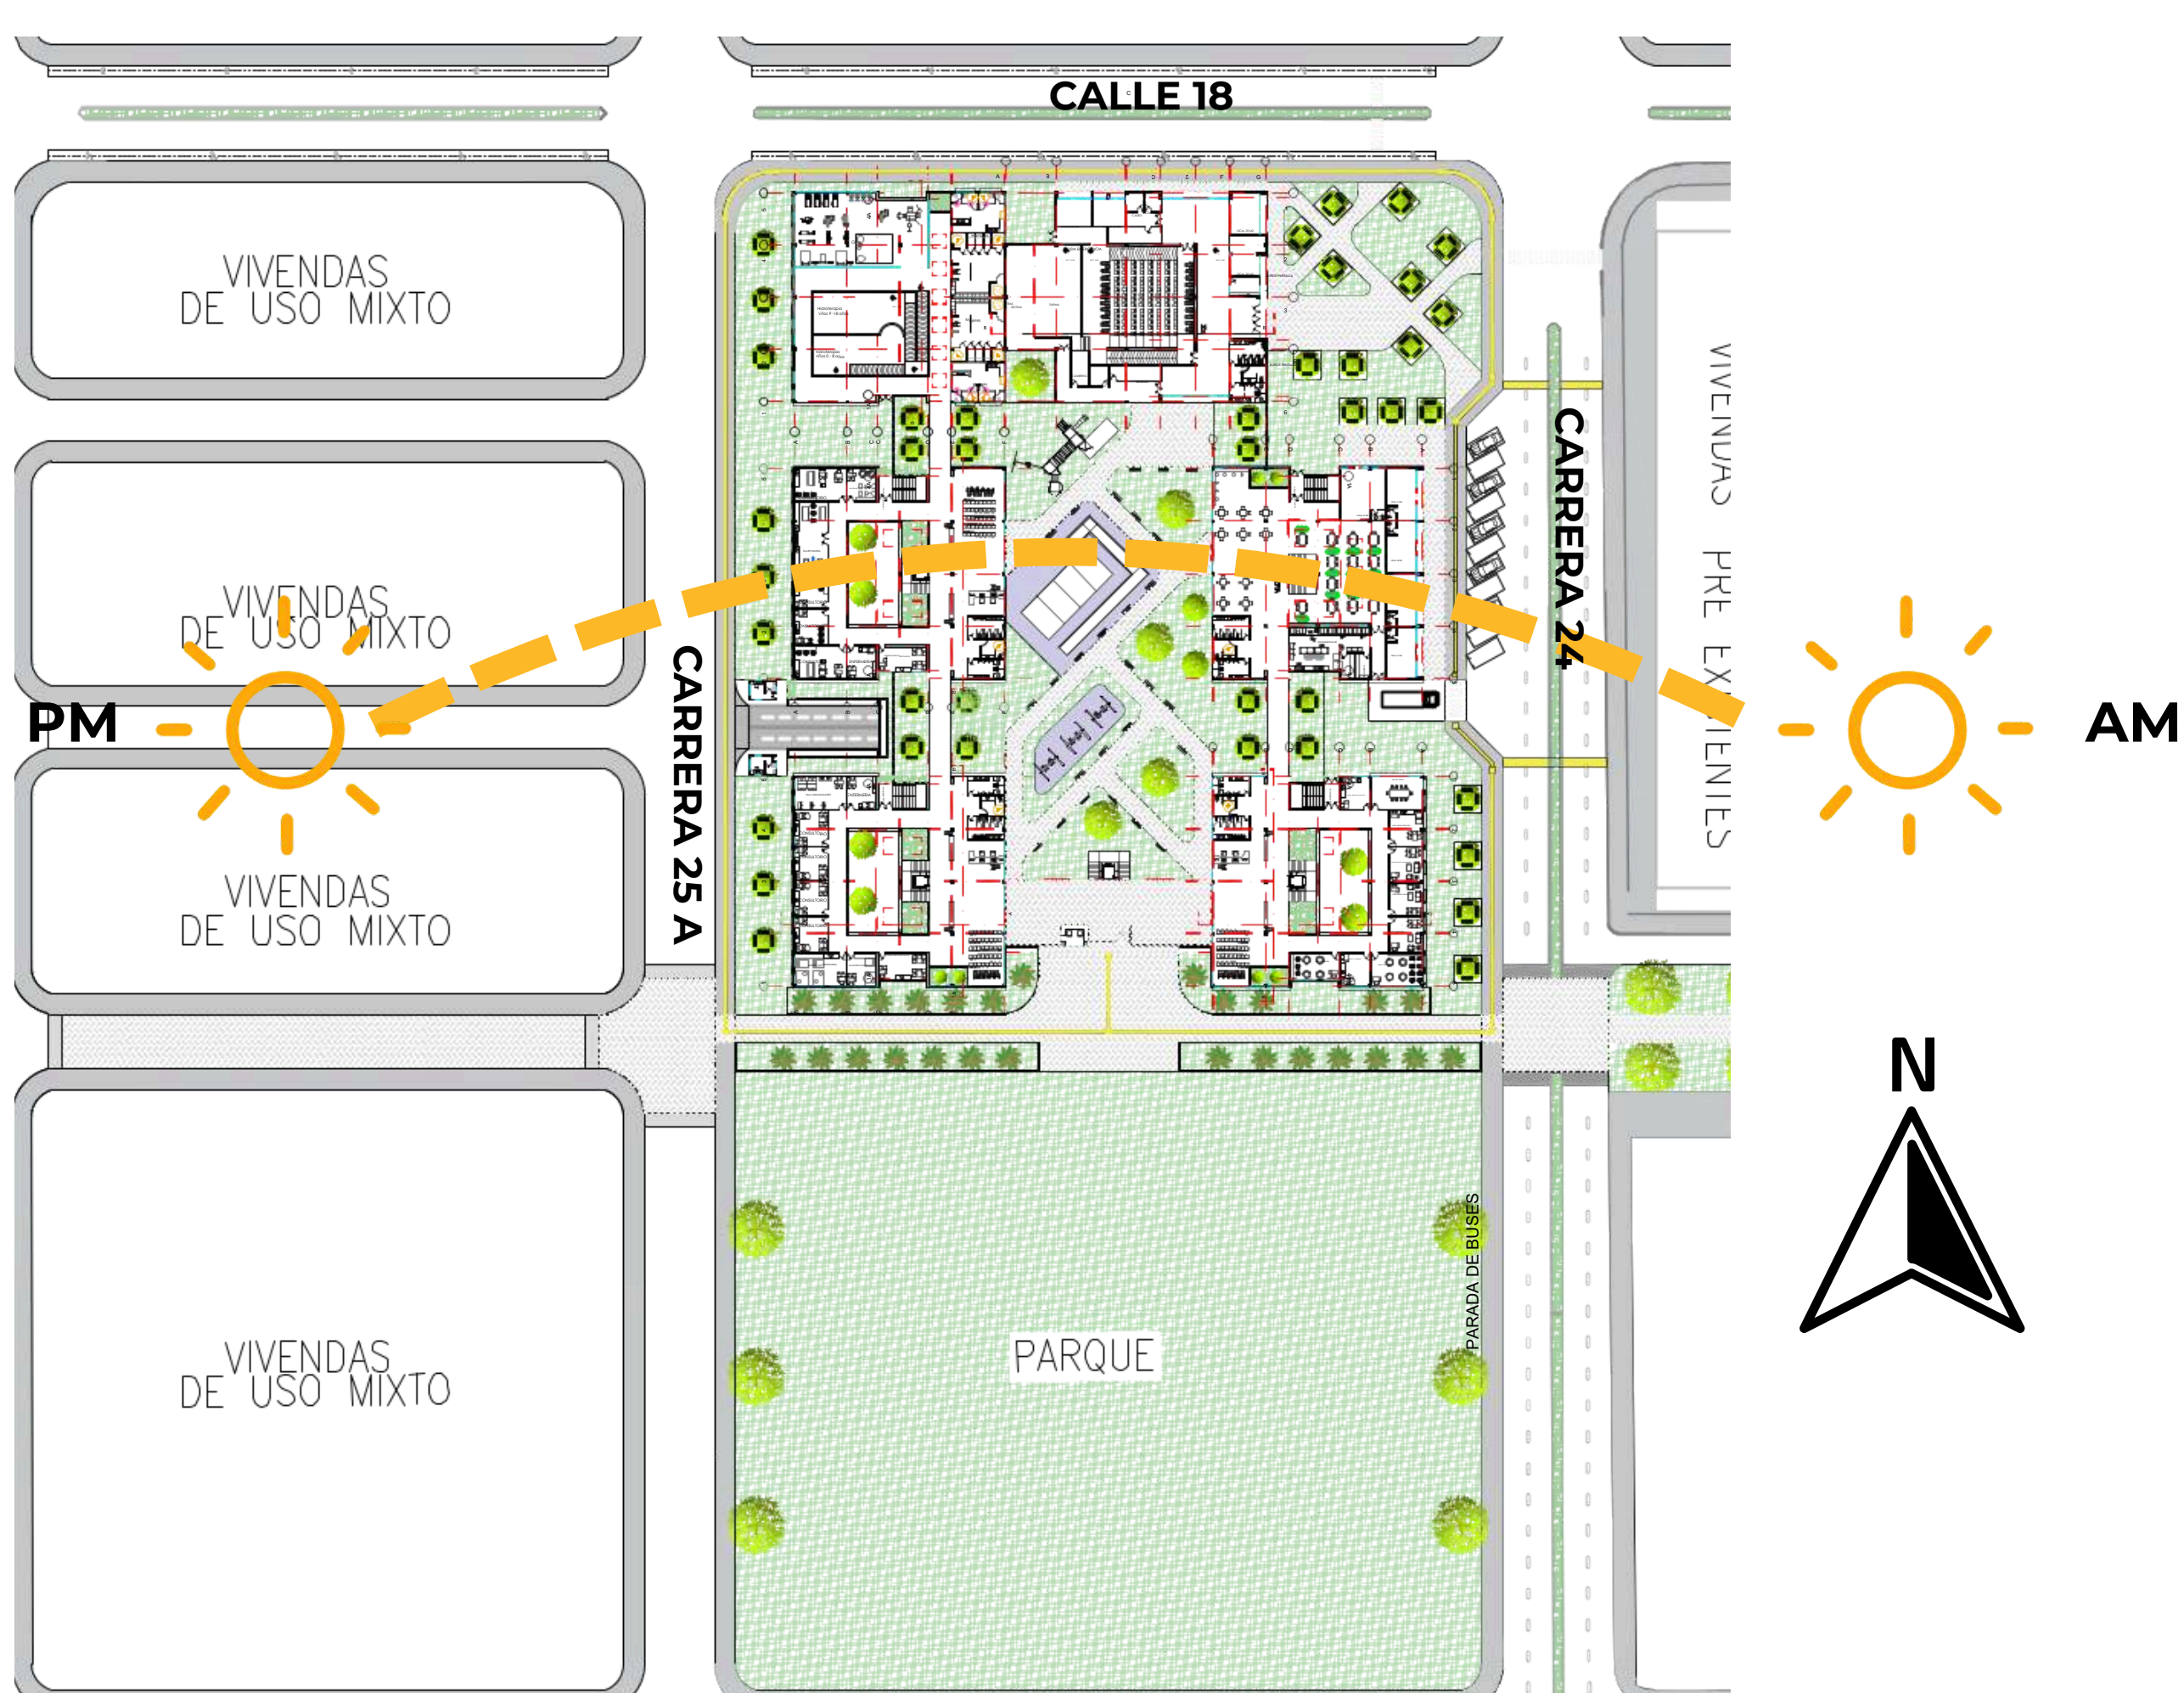 CALLE 18
VIVENDAS
DE USO MIXTO
VIVENDAS
DE USO MIXTO
PM
VIVENDAS
DE USO MIXTO
CARRERA 25 A
CARRERA 24
VIVENDAS PRE EXISTENTES
AM
N
VIVENDAS
DE USO MIXTO
PARQUE
PARADA DE BUSES